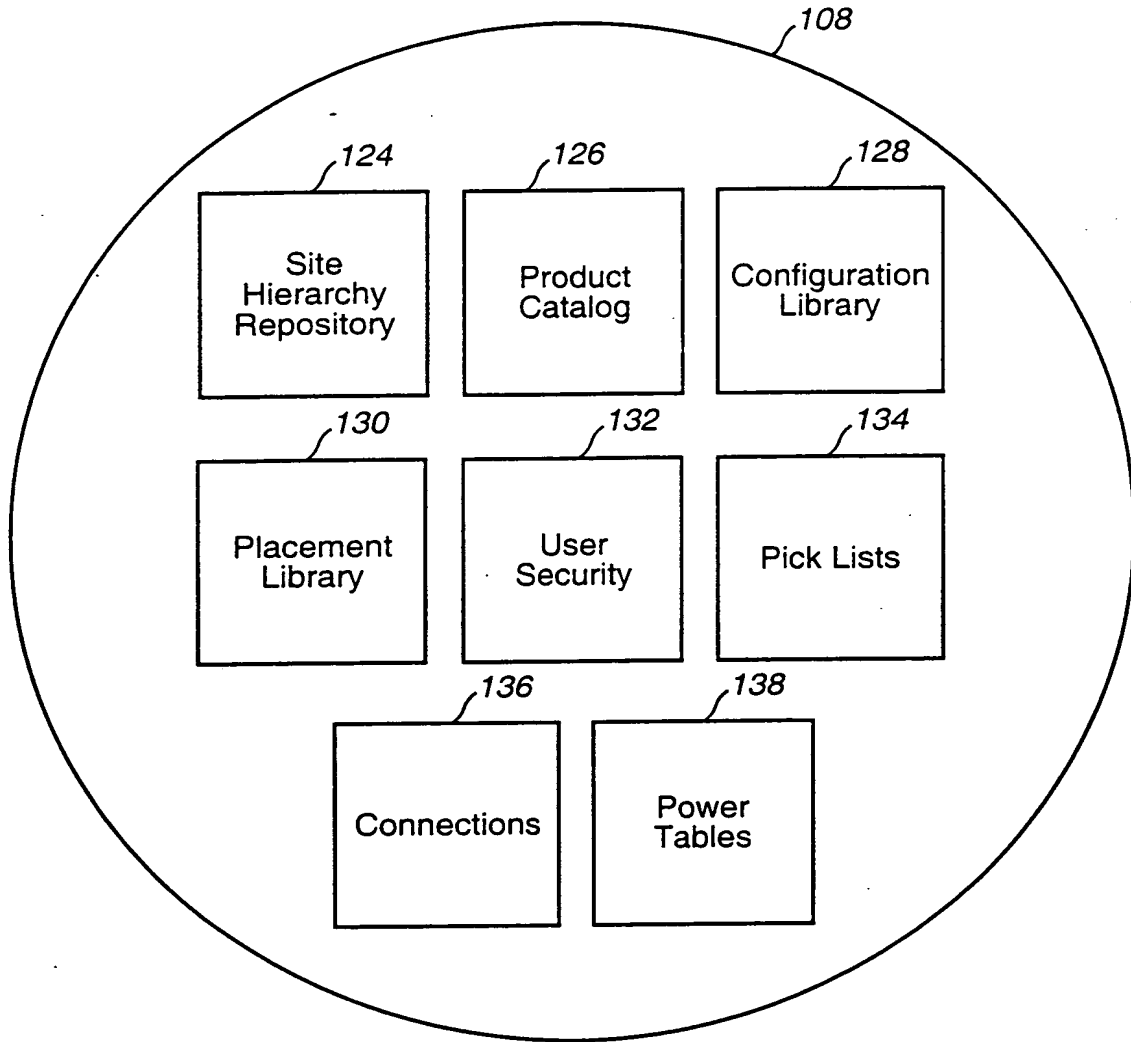 108
124
126
128
Site
Hierarchy
Repository
Product
Catalog
Configuration
Library
130
132
134
Placement
Library
User
Security
Pick Lists
136
138
Connections
Power
Tables